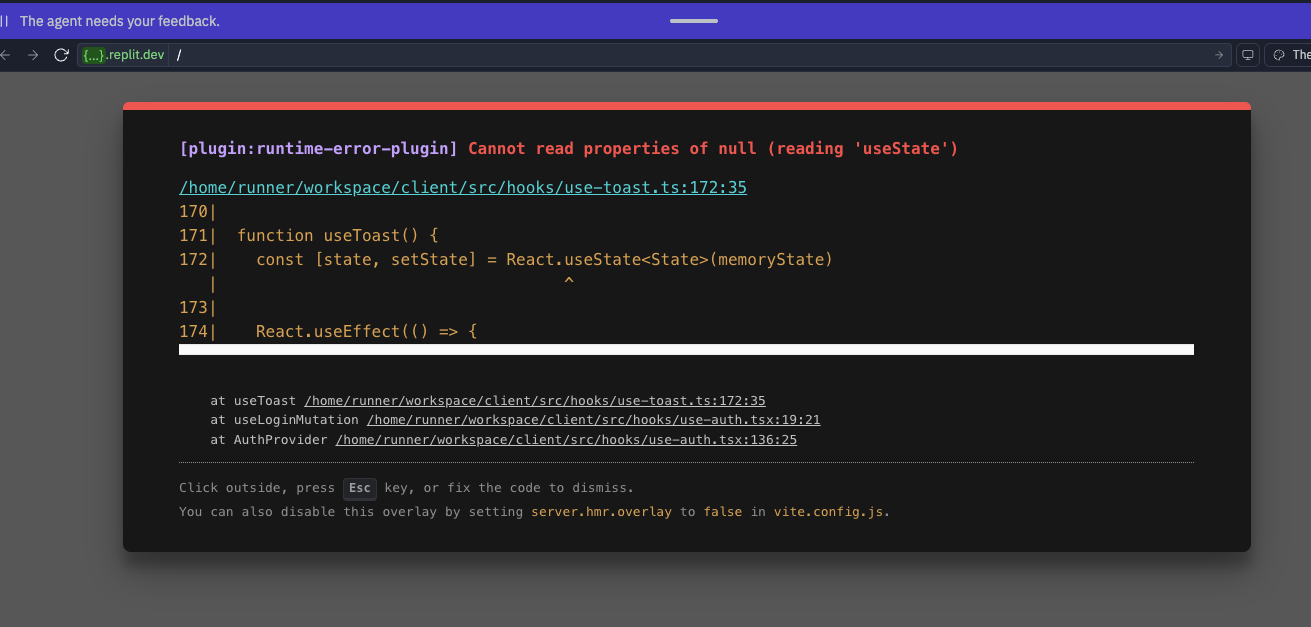 The agent needs your feedback.
{...}.replit.dev /
The
[plugin:runtime-error-plugin] Cannot read properties of null (reading 'useState')
/home/runner/workspace/client/src/hooks/use-toast.ts:172:35
170|
171|  function useToast() {
172|    const [state, setState] = React.useState<State>(memoryState)
   |                                     ^
173|
174|    React.useEffect(() => {
at useToast /home/runner/workspace/client/src/hooks/use-toast.ts:172:35
at useLoginMutation /home/runner/workspace/client/src/hooks/use-auth.tsx:19:21
at AuthProvider /home/runner/workspace/client/src/hooks/use-auth.tsx:136:25
Click outside, press Esc key, or fix the code to dismiss.
You can also disable this overlay by setting server.hmr.overlay to false in vite.config.js.